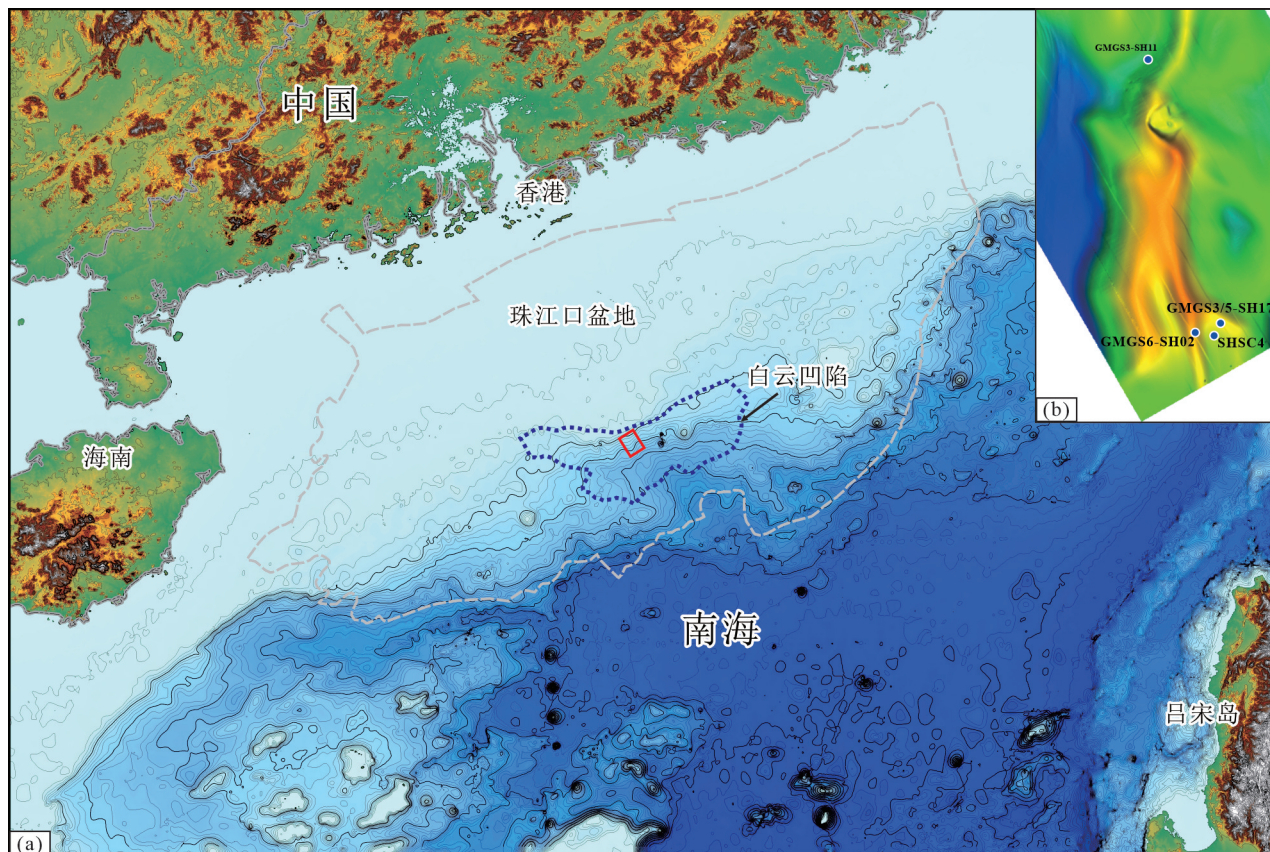 中国
香港
珠江口盆地
白云凹陷
海南
南海
吕宋岛
(a)
GMGS3-SH11
GMGS3/5-SH17
GMGS6-SH02
SHSC4
(b)